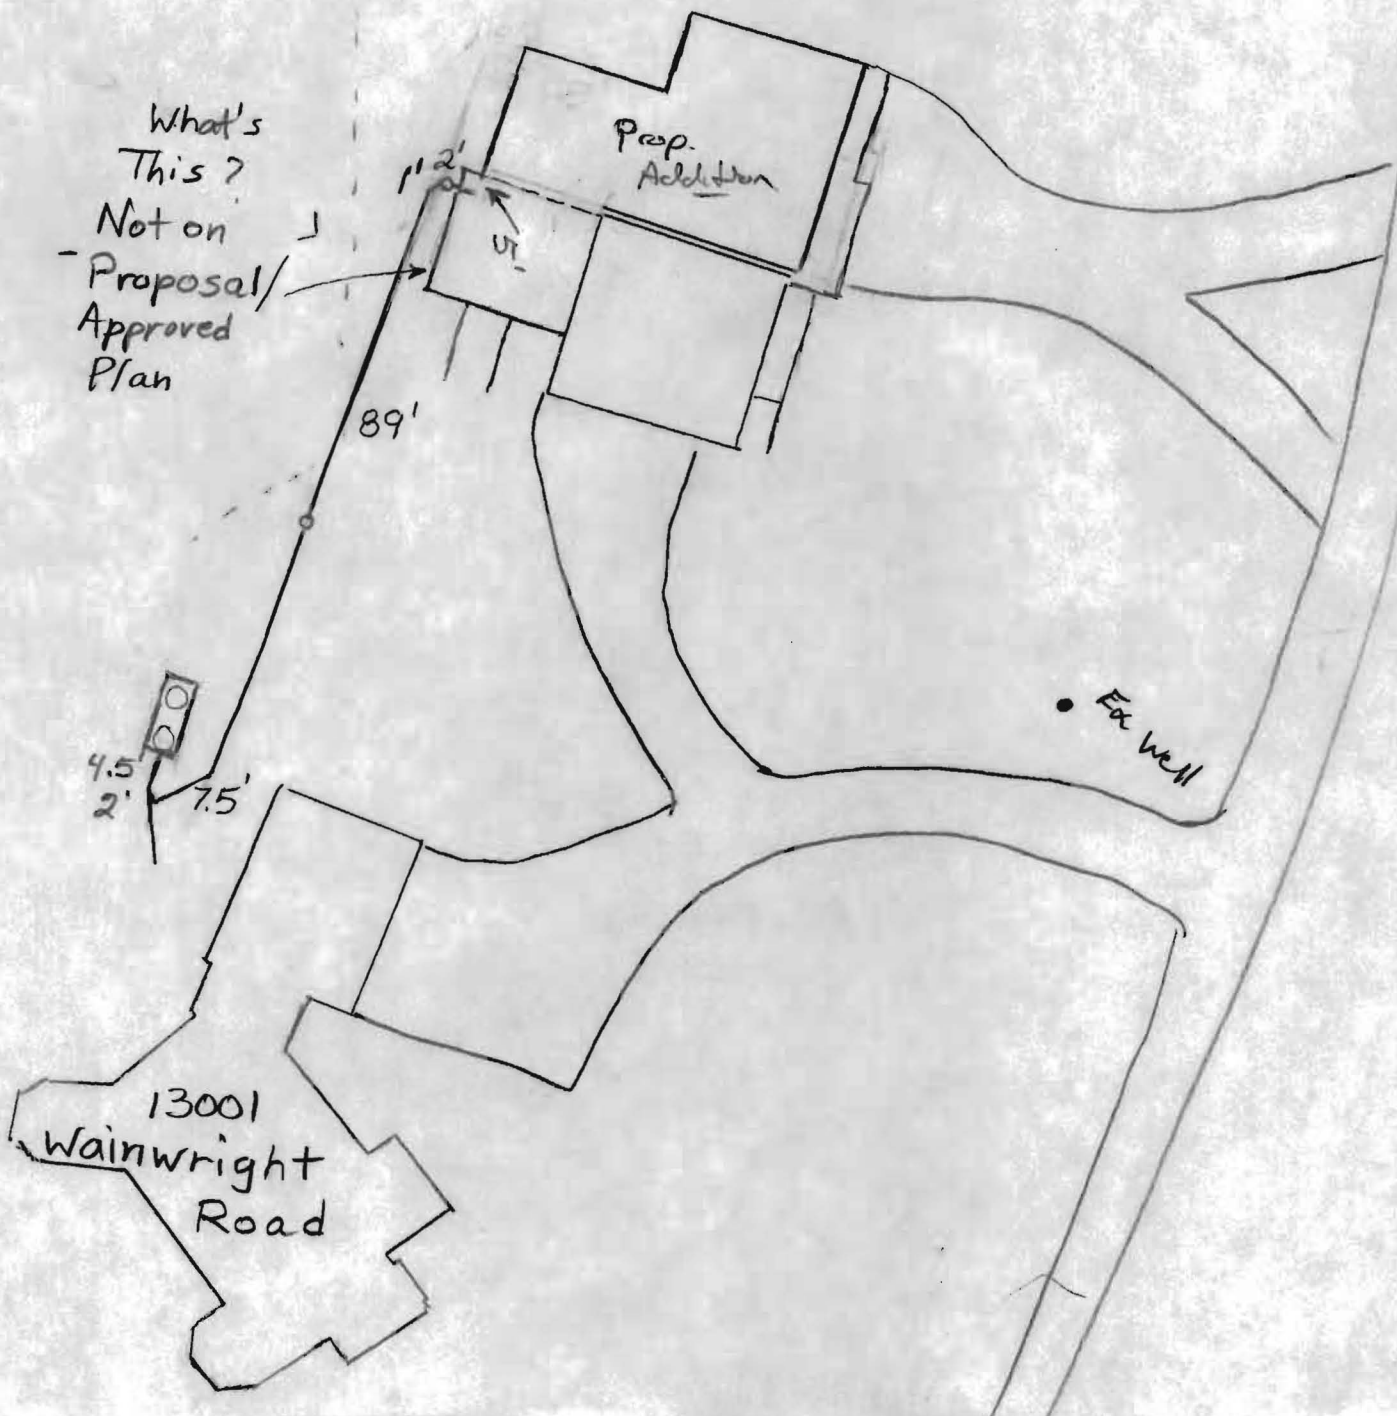 What's
This?
Not on
Proposal/
Approved
Plan
1' 2'
Prop.
Addition
89'
4.5'
2'
7.5'
Ex well
13001
Wainwright
Road